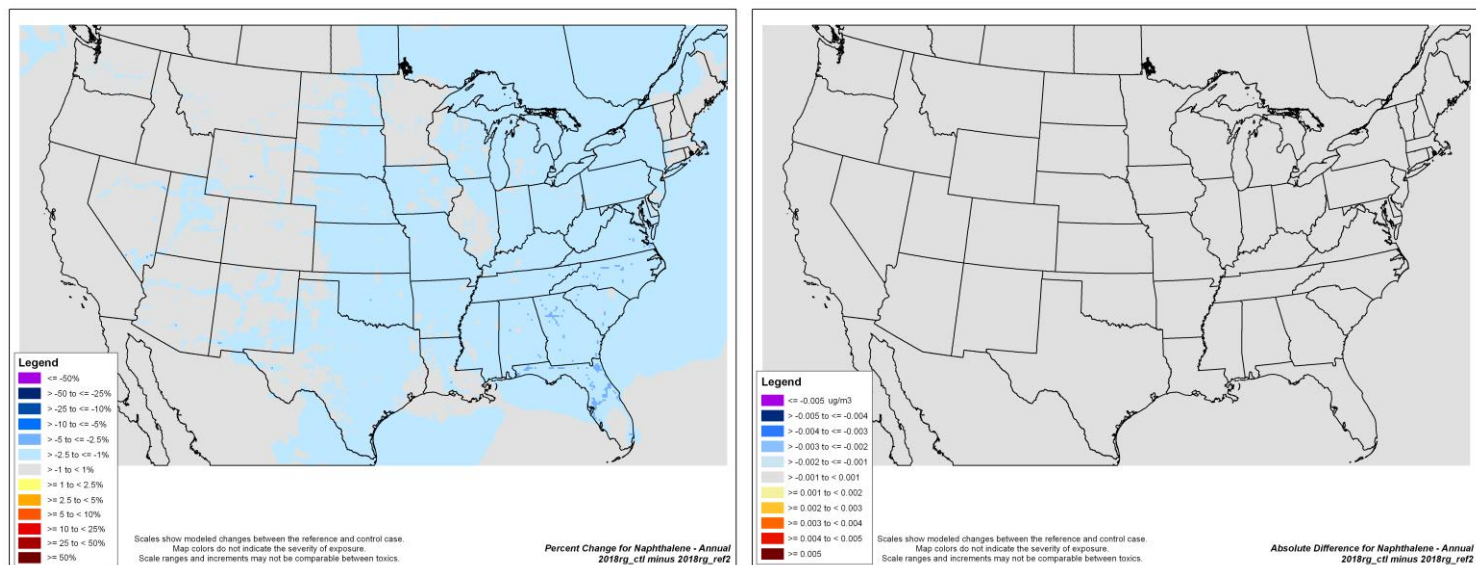 Legend
<= -50%
> -50 to <= -25%
> -25 to <= -10%
> -10 to <= -5%
> -5 to <= -2.5%
> -2.5 to <= -1%
> -1 to < 1%
>= 1 to < 2.5%
>= 2.5 to < 5%
>= 5 to < 10%
>= 10 to < 25%
>= 25 to < 50%
>= 50%
Scales show modeled changes between the reference and control case.
Map colors do not indicate the severity of exposure.
Scale ranges and increments may not be comparable between toxics.
Percent Change for Naphthalene - Annual
2018rg_ctl minus 2018rg_ref2
Legend
<= -0.005 ug/m3
> -0.005 to <= -0.004
> -0.004 to <= -0.003
> -0.003 to <= -0.002
> -0.002 to <= -0.001
> -0.001 to < 0.001
>= 0.001 to < 0.002
>= 0.002 to < 0.003
>= 0.003 to < 0.004
>= 0.004 to < 0.005
>= 0.005
Scales show modeled changes between the reference and control case.
Map colors do not indicate the severity of exposure.
Scale ranges and increments may not be comparable between toxics.
Absolute Difference for Naphthalene - Annual
2018rg_ctl minus 2018rg_ref2